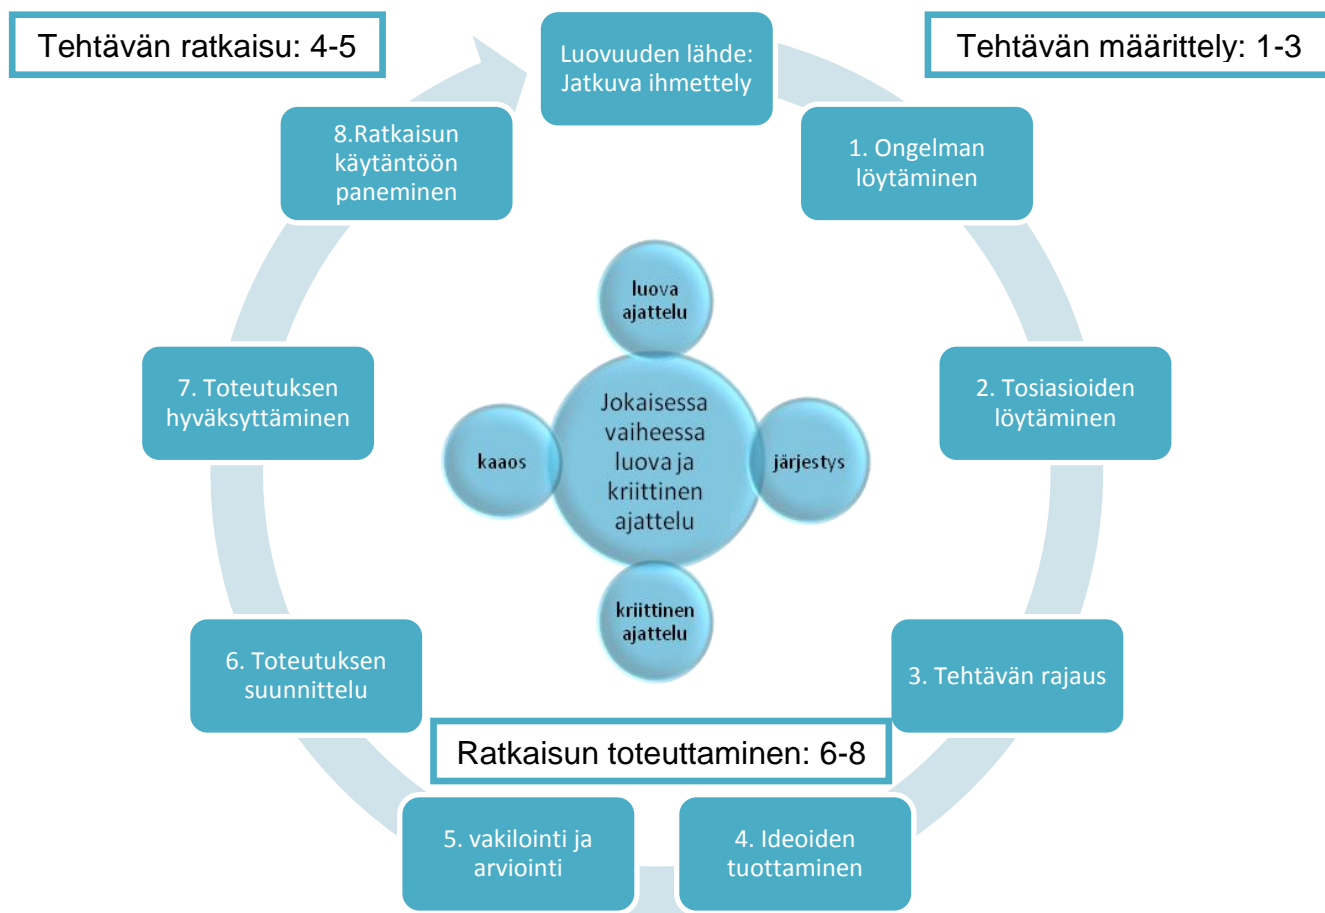 Tehtävän ratkaisu: 4-5
Luovuuden lähde:
Jatkuva ihmettely
Tehtävän määrittely: 1-3
1. Ongelman
löytäminen
2. Tosiasioiden
löytäminen
3. Tehtävän rajaus
4. Ideoiden
tuottaminen
5. vakilointi ja
arviointi
6. Toteutuksen
suunnittelu
7. Toteutuksen
hyväksyttäminen
8.Ratkaisun
käytäntöön
paneminen
luova
ajattelu
kaaos
Jokaisessa
vaiheessa
luova ja
kriittinen
ajattelu
järjestys
kriittinen
ajattelu
Ratkaisun toteuttaminen: 6-8